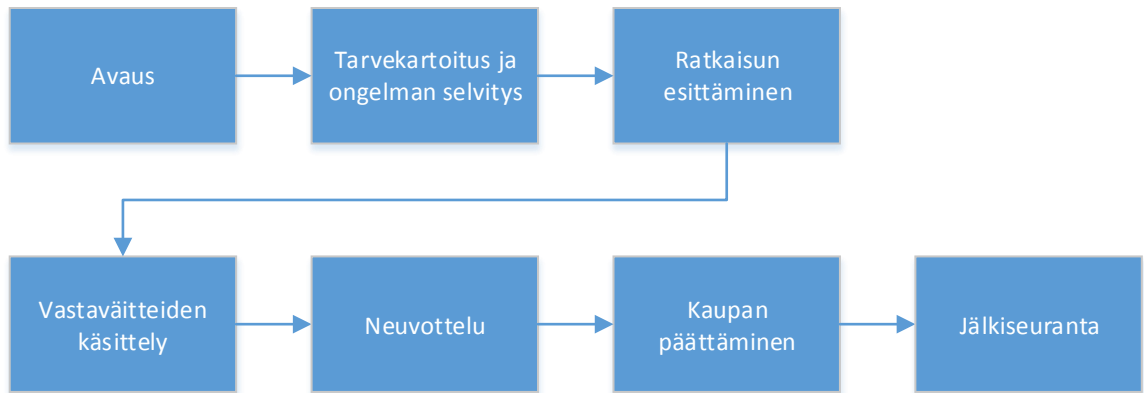 Avaus
Tarvekartoitus ja
ongelman selvitys
Ratkaisun
esittäminen
Vastaväitteiden
käsittely
Neuvottelu
Kaupan
päättäminen
Jälkiseuranta